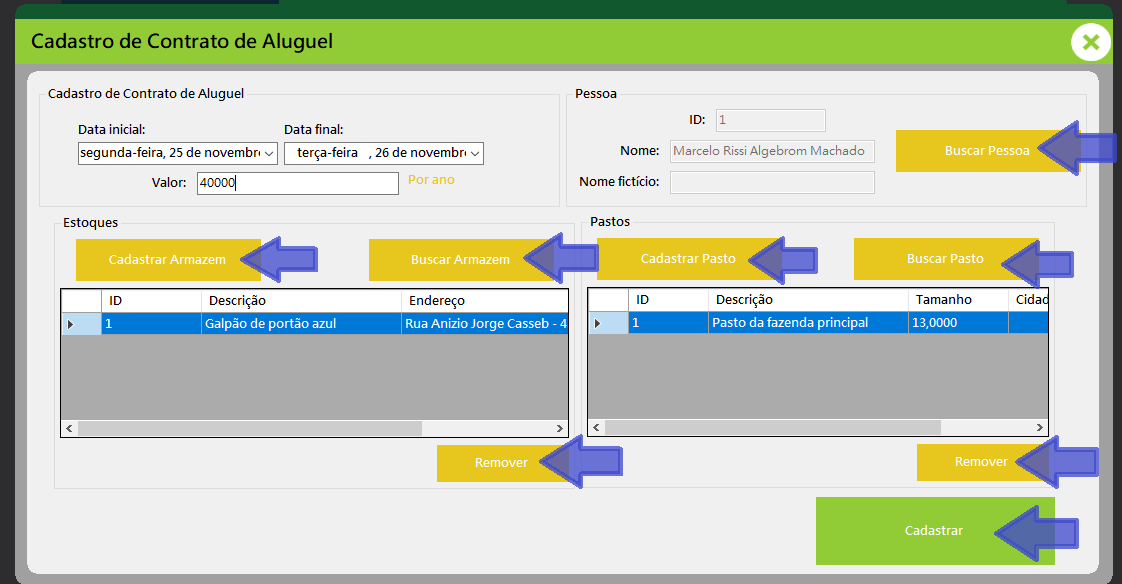 Cadastro de Contrato de Aluguel
Cadastro de Contrato de Aluguel
Data inicial:
Data final:
segunda-feira, 25 de novembr
terça-feira , 26 de novembr
Valor:
40000
Por ano
Pessoa
ID:
1
Nome:
Marcelo Rissi Algebrom Machado
Nome fictício:
Buscar Pessoa
Estoques
Cadastrar Armazem
Buscar Armazem
ID Descrição Endereço
1 Galpão de portão azul Rua Anizio Jorge Casseb - 4
Remover
Pastos
Cadastrar Pasto
Buscar Pasto
ID Descrição Tamanho Cidad
1 Pasto da fazenda principal 13,0000
Remover
Cadastrar